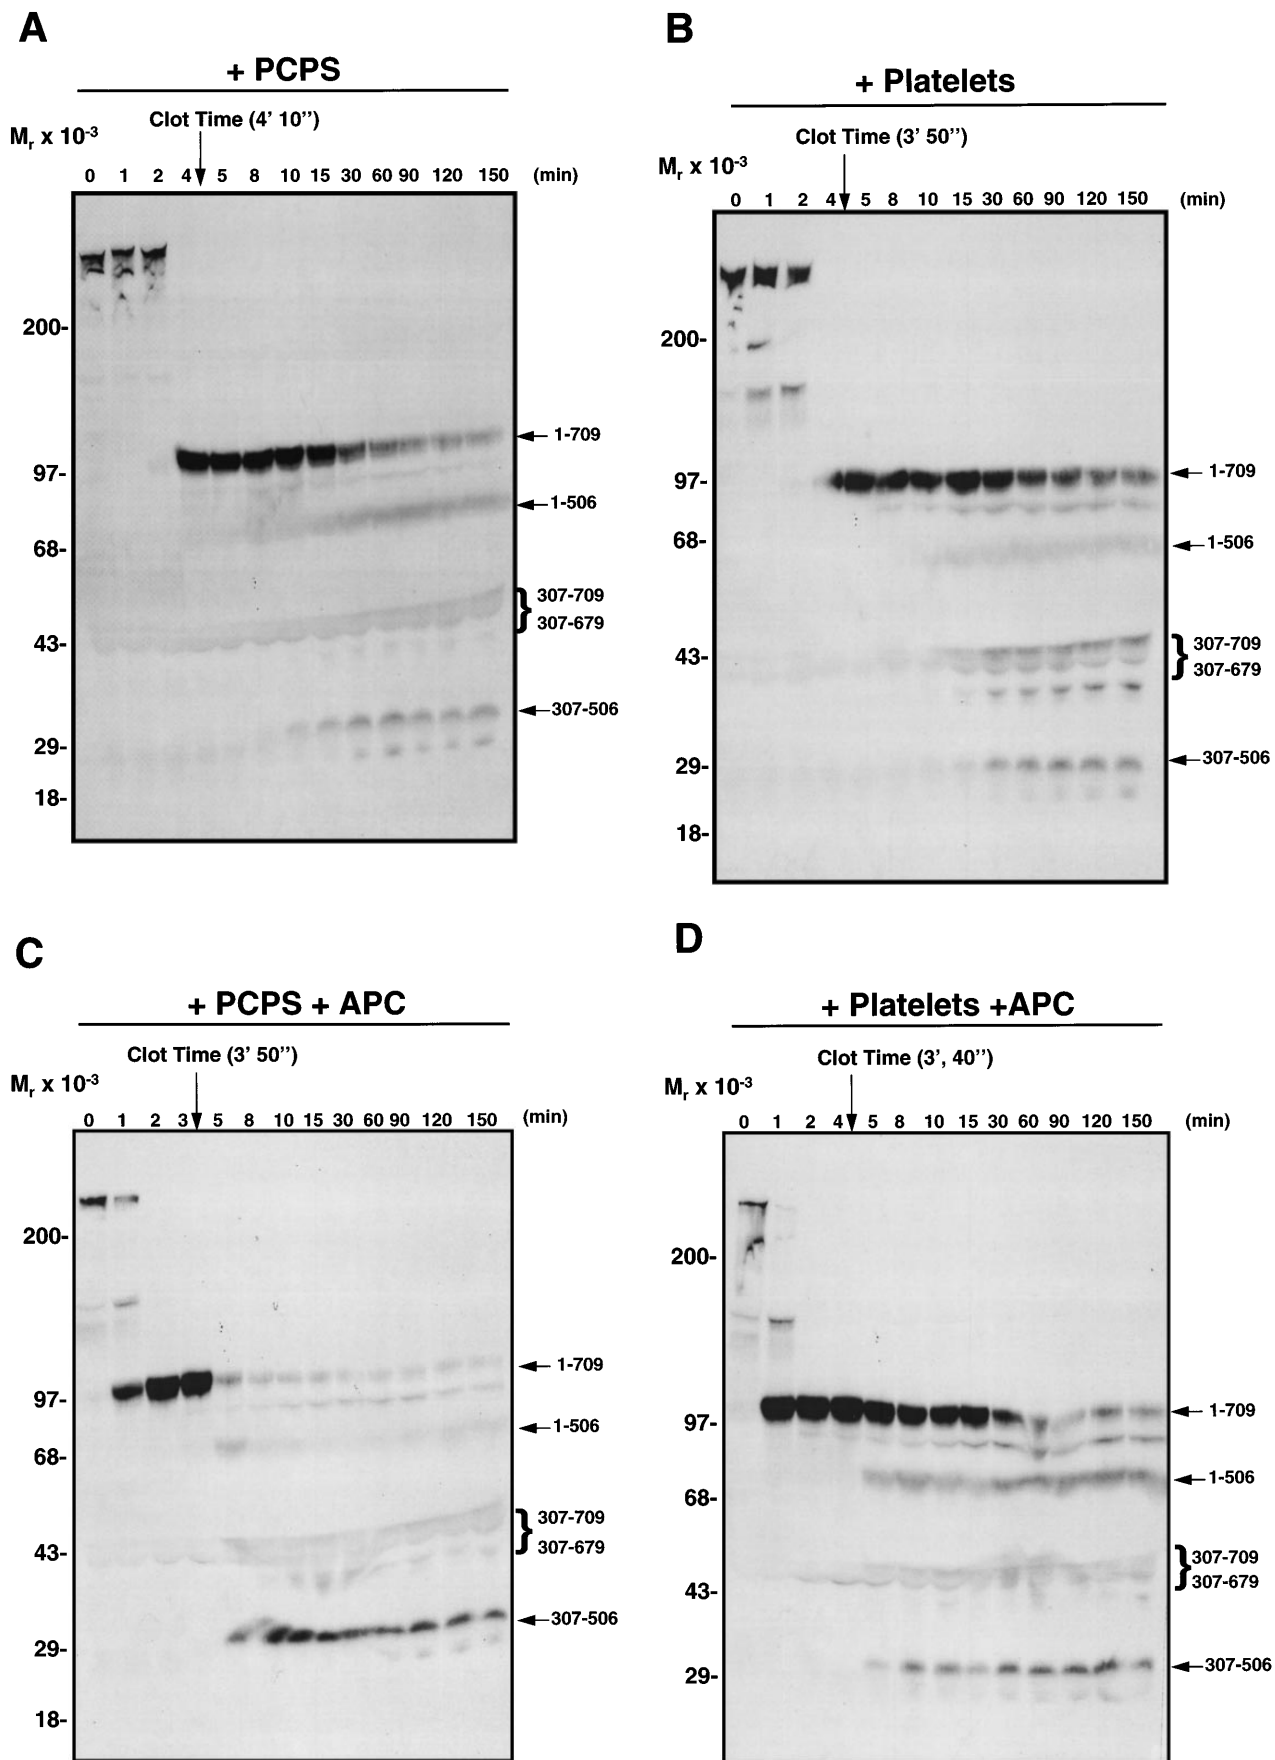 A
+ PCPS
Clot Time (4' 10'')
Mr x 10-3
0 1 2 4 5 8 10 15 30 60 90 120 150 (min)
200-
97-
68-
43-
29-
18-
1-709
1-506
307-709
307-679
307-506
B
+ Platelets
Clot Time (3' 50'')
Mr x 10-3
0 1 2 4 5 8 10 15 30 60 90 120 150 (min)
200-
97-
68-
43-
29-
18-
1-709
1-506
307-709
307-679
307-506
C
+ PCPS + APC
Clot Time (3' 50'')
Mr x 10-3
0 1 2 3 5 8 10 15 30 60 90 120 150 (min)
200-
97-
68-
43-
29-
18-
1-709
1-506
307-709
307-679
307-506
D
+ Platelets +APC
Clot Time (3', 40'')
Mr x 10-3
0 1 2 4 5 8 10 15 30 60 90 120 150 (min)
200-
97-
68-
43-
29-
1-709
1-506
307-709
307-679
307-506